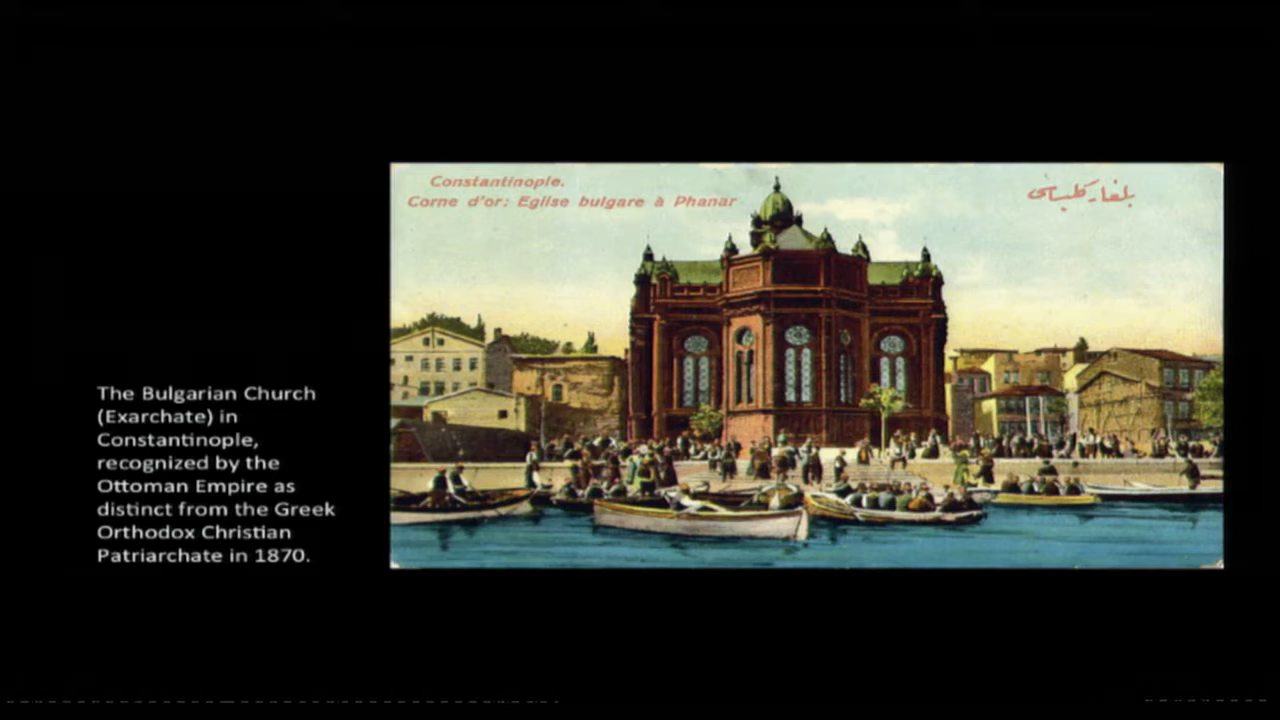 Constantinople.
Corne d'or: Eglise bulgare à Phanar
بلغار كليساسى
The Bulgarian Church
(Exarchate) in
Constantinople,
recognized by the
Ottoman Empire as
distinct from the Greek
Orthodox Christian
Patriarchate in 1870.